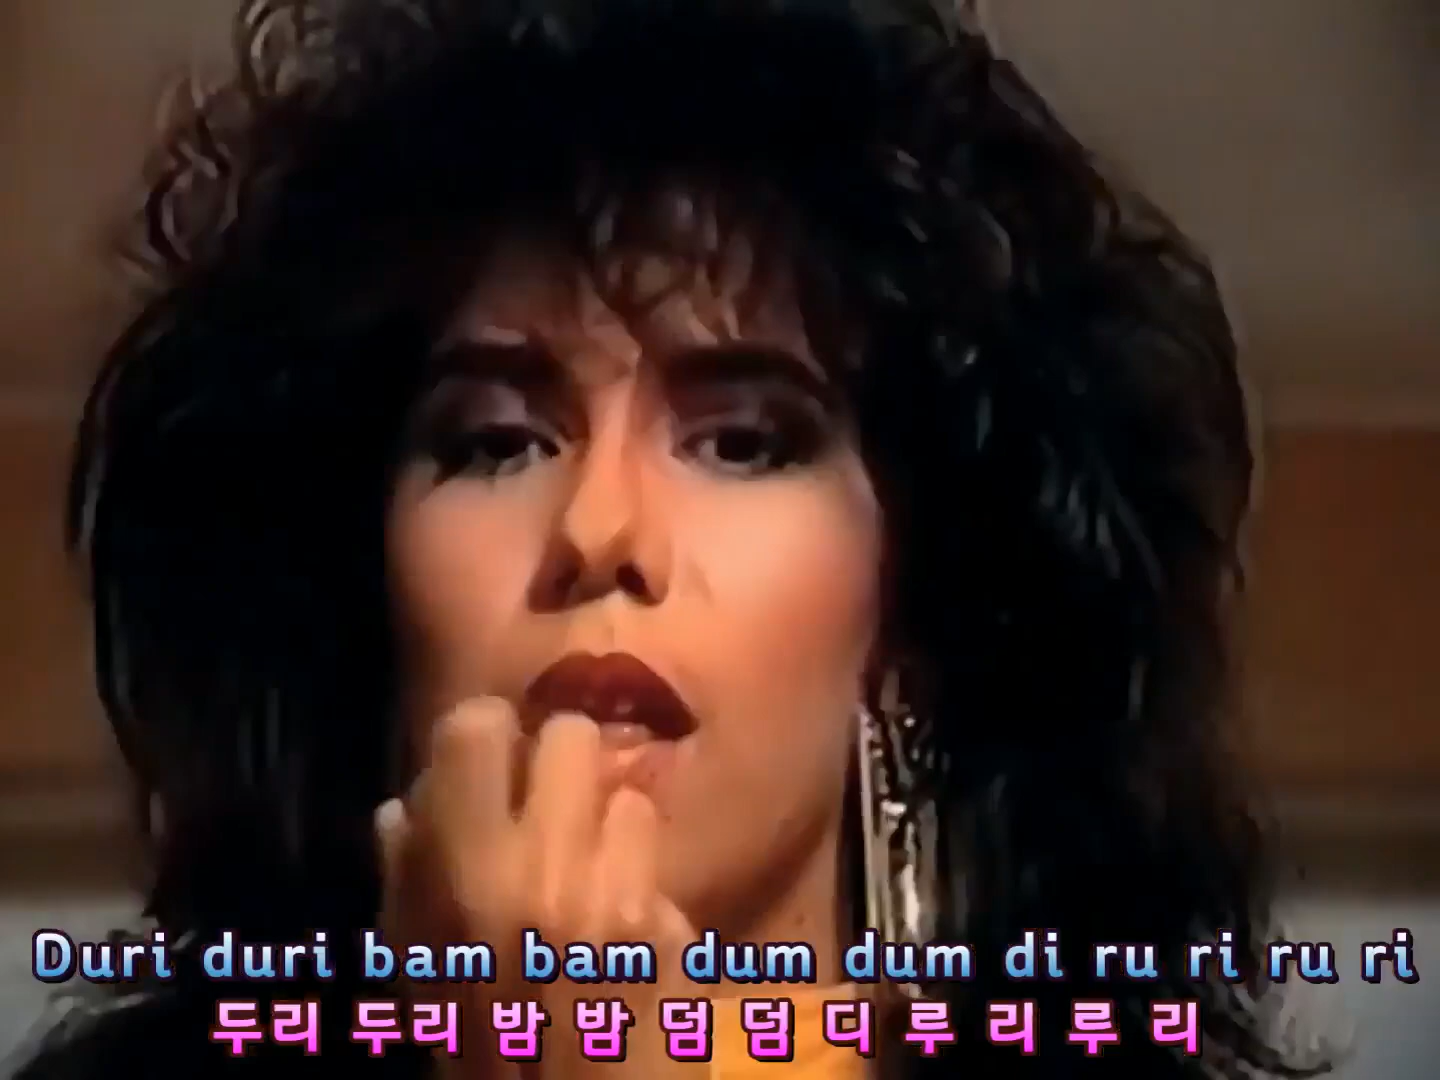 Duri duri bam bam dum dum di ru ri ru ri
두리 두리 밤 밤 덤 덤 디 루 리 루 리